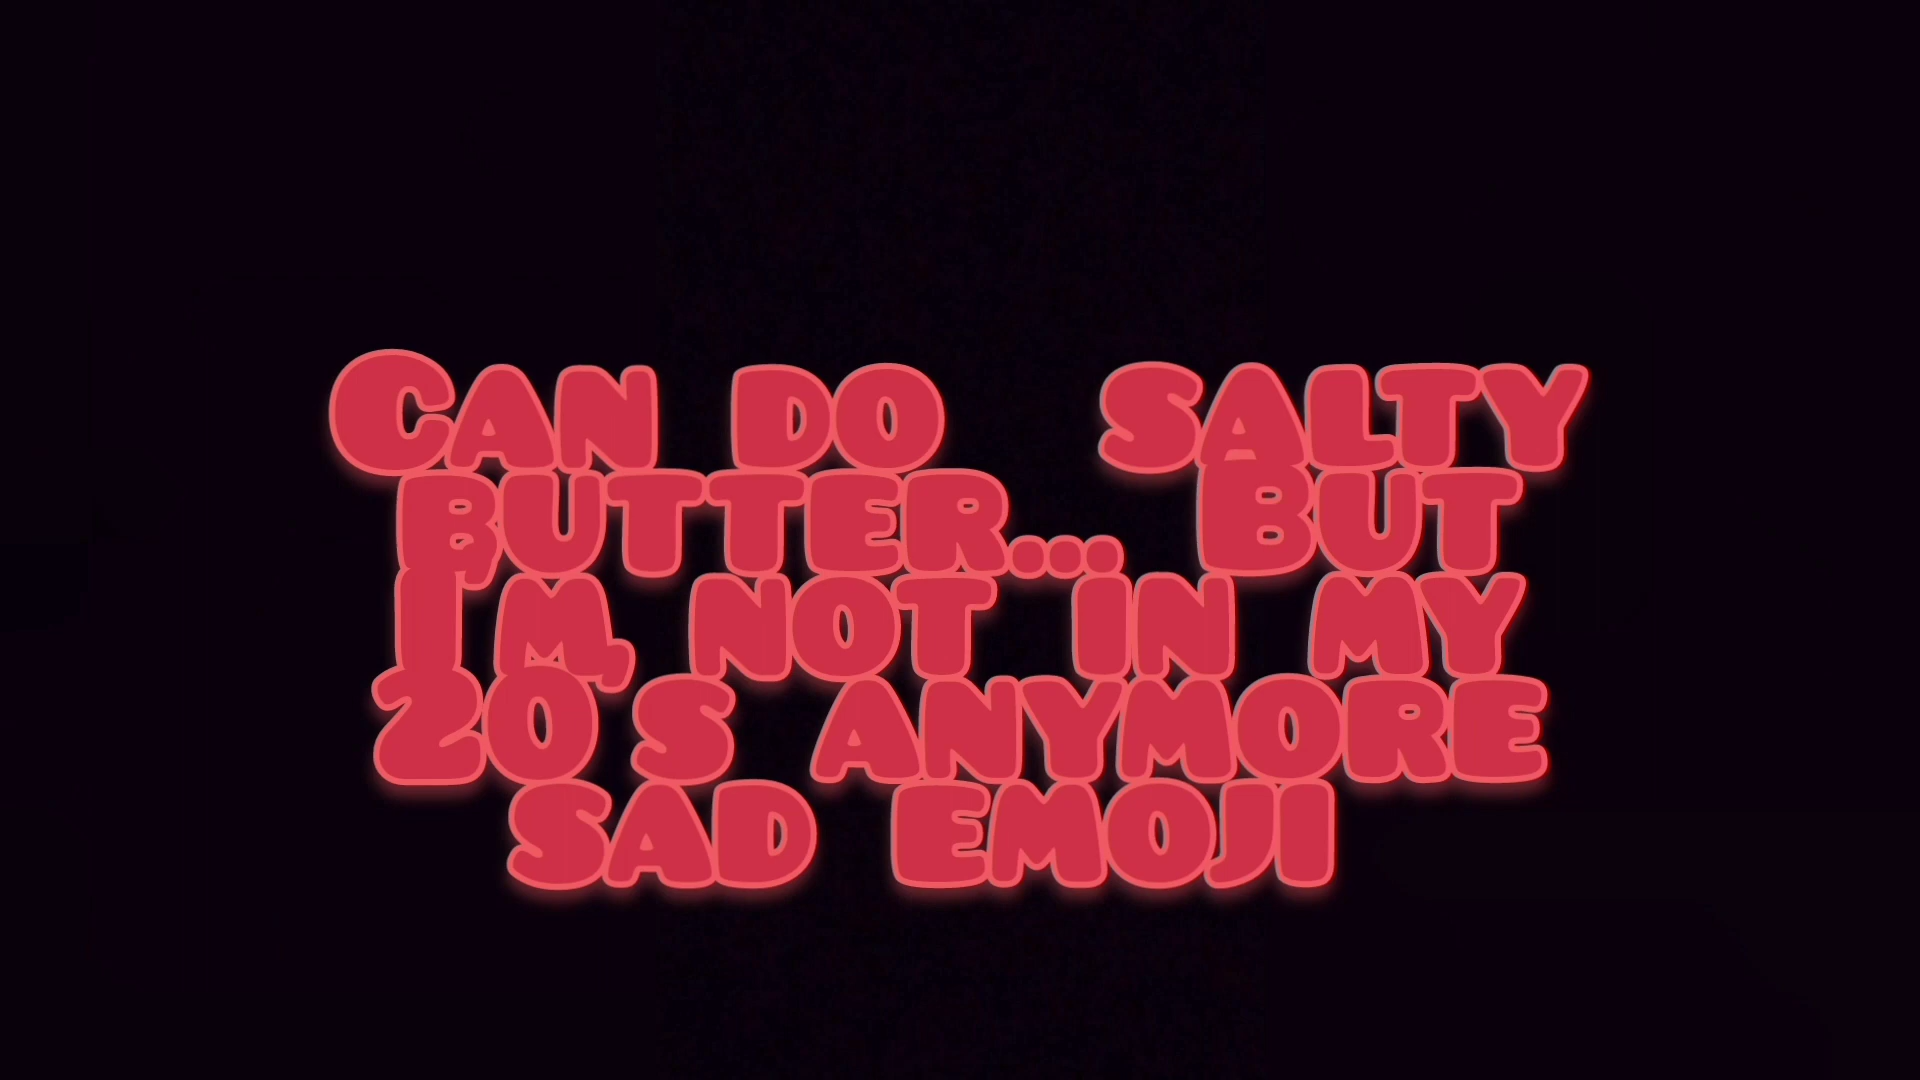 Can do salty
butter... But
I'm, not in my
20's anymore
sad emoji